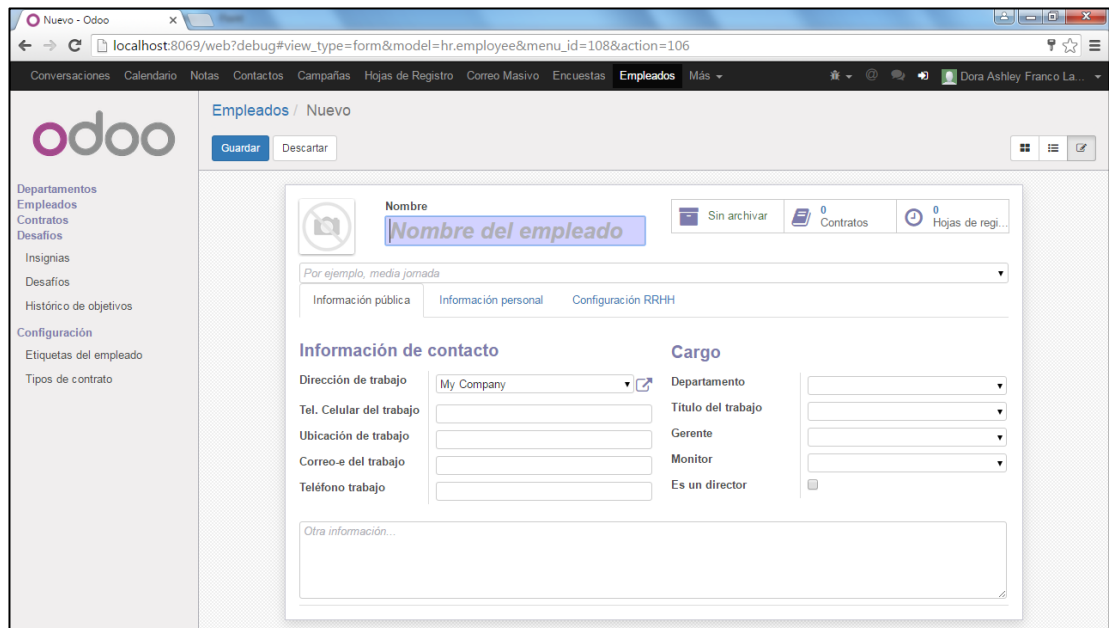 Nuevo - Odoo
localhost:8069/web?debug#view_type=form&model=hr.employee&menu_id=108&action=106
Conversaciones Calendario Notas Contactos Campañas Hojas de Registro Correo Masivo Encuestas Empleados Más @ Dora Ashley Franco La...
odoo
Empleados / Nuevo
Guardar Descartar
Departamentos
Empleados
Contratos
Desafíos
Insignias
Desafíos
Histórico de objetivos
Configuración
Etiquetas del empleado
Tipos de contrato
Nombre
Nombre del empleado
Sin archivar
0 Contratos
0 Hojas de regi...
Por ejemplo, media jornada
Información pública Información personal Configuración RRHH
Información de contacto
Dirección de trabajo My Company
Tel. Celular del trabajo
Ubicación de trabajo
Correo-e del trabajo
Teléfono trabajo
Cargo
Departamento
Título del trabajo
Gerente
Monitor
Es un director
Otra información...